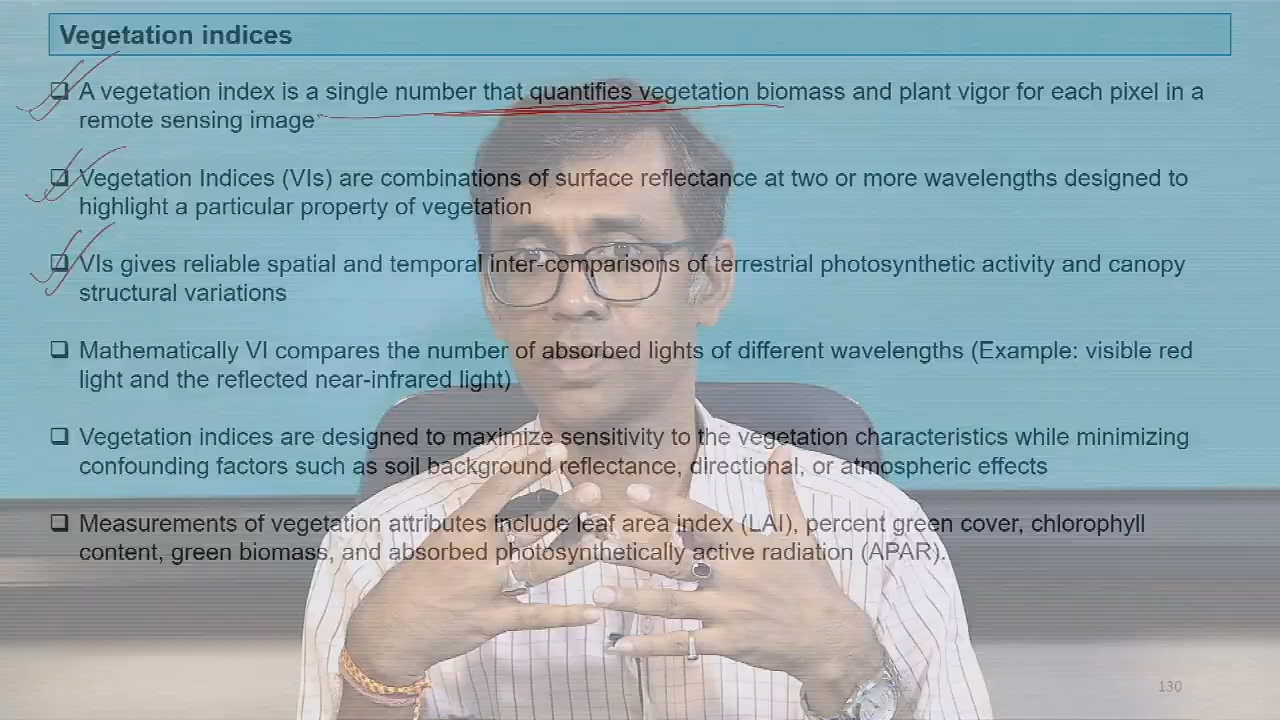 Vegetation indices
❑ A vegetation index is a single number that quantifies vegetation biomass and plant vigor for each pixel in a
remote sensing image
❑ Vegetation Indices (VIs) are combinations of surface reflectance at two or more wavelengths designed to
highlight a particular property of vegetation
❑ VIs gives reliable spatial and temporal inter-comparisons of terrestrial photosynthetic activity and canopy
structural variations
❑ Mathematically VI compares the number of absorbed lights of different wavelengths (Example: visible red
light and the reflected near-infrared light)
❑ Vegetation indices are designed to maximize sensitivity to the vegetation characteristics while minimizing
confounding factors such as soil background reflectance, directional, or atmospheric effects
❑ Measurements of vegetation attributes include leaf area index (LAI), percent green cover, chlorophyll
content, green biomass, and absorbed photosynthetically active radiation (APAR).
130